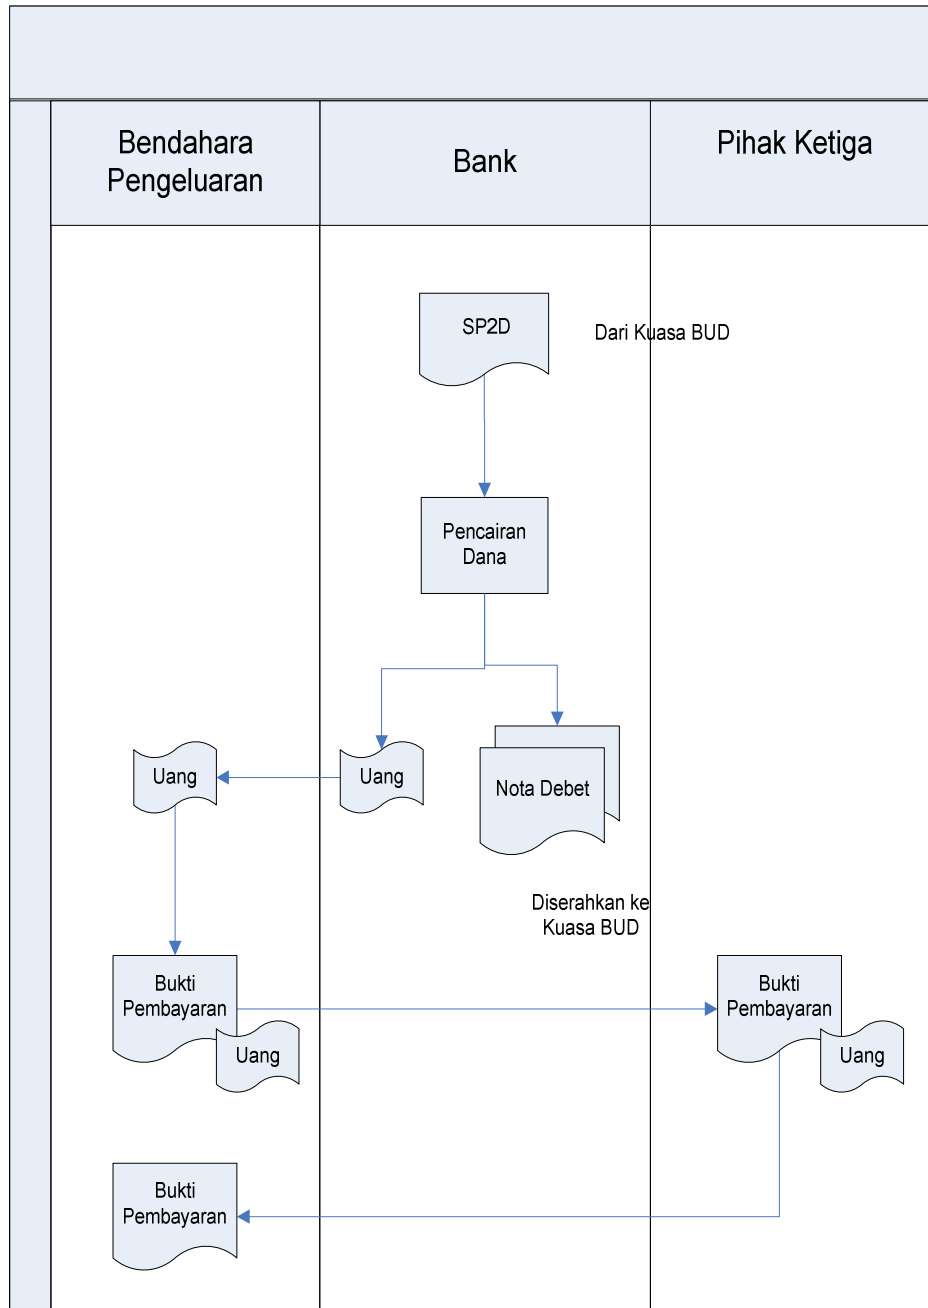 Bendahara
Pengeluaran
Bank
Pihak Ketiga
SP2D
Dari Kuasa BUD
Pencairan
Dana
Uang
Uang
Nota Debet
Diserahkan ke
Kuasa BUD
Bukti
Pembayaran
Uang
Bukti
Pembayaran
Uang
Bukti
Pembayaran